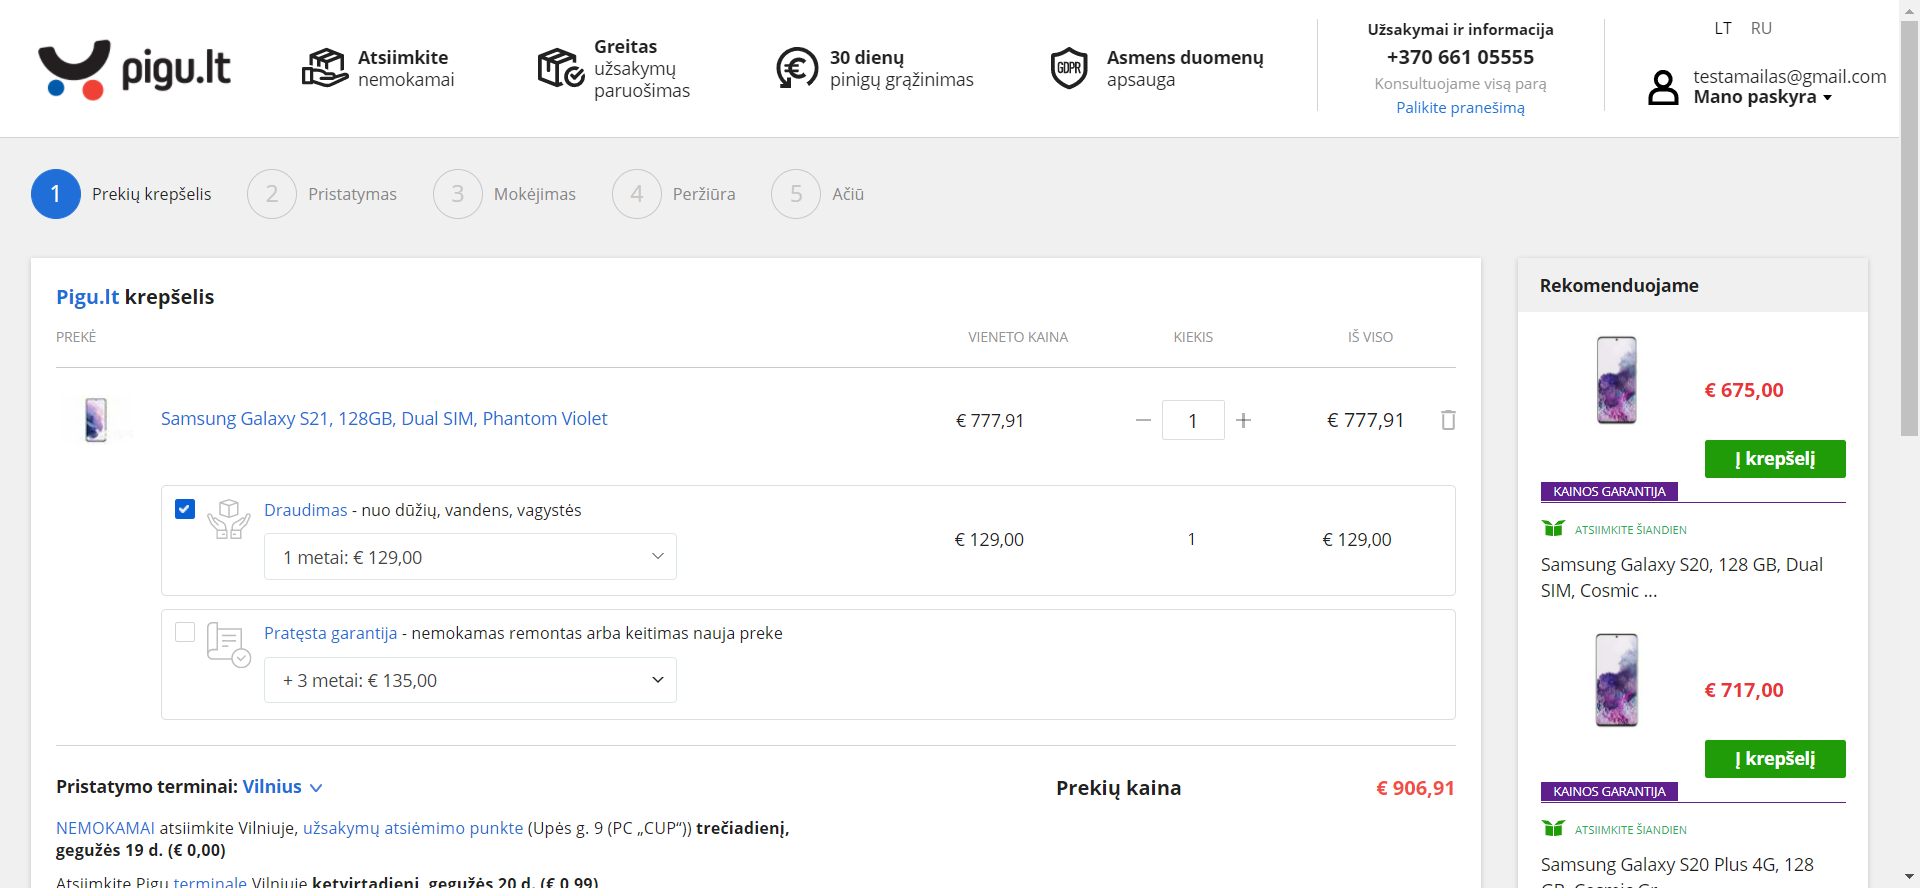 pigu.lt
Atsiimkite
nemokamai
Greitas
užsakymų
paruošimas
30 dienų
pinigų grąžinimas
GDPR
Asmens duomenų
apsauga
Užsakymai ir informacija
+370 661 05555
Konsultuojame visą parą
Palikite pranešimą
LT RU
testamailas@gmail.com
Mano paskyra
1 Prekių krepšelis
2 Pristatymas
3 Mokėjimas
4 Peržiūra
5 Ačiū
Pigu.lt krepšelis
PREKĖ VIENETO KAINA KIEKIS IŠ VISO
Samsung Galaxy S21, 128GB, Dual SIM, Phantom Violet € 777,91 1 € 777,91
Draudimas - nuo dūžių, vandens, vagystės
1 metai: € 129,00
€ 129,00 1 € 129,00
Pratęsta garantija - nemokamas remontas arba keitimas nauja preke
+ 3 metai: € 135,00
Pristatymo terminai: Vilnius
Prekių kaina € 906,91
NEMOKAMAI atsiimkite Vilniuje, užsakymų atsiėmimo punkte (Upės g. 9 (PC „CUP“)) trečiadienį,
gegužės 19 d. (€ 0,00)
Atsiimkite Pigu terminale Vilniuje ketvirtadienį, gegužės 20 d. (€ 0,99)
Rekomenduojame
€ 675,00
Į krepšelį
KAINOS GARANTIJA
ATSIIMKITE ŠIANDIEN
Samsung Galaxy S20, 128 GB, Dual
SIM, Cosmic ...
€ 717,00
Į krepšelį
KAINOS GARANTIJA
ATSIIMKITE ŠIANDIEN
Samsung Galaxy S20 Plus 4G, 128
GB, Cosmic Gr...